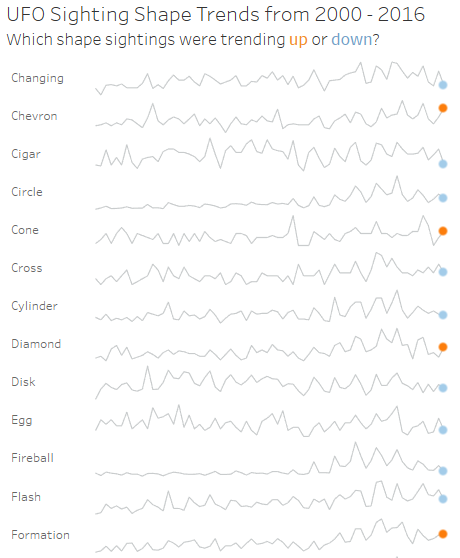 UFO Sighting Shape Trends from 2000 - 2016
Which shape sightings were trending up or down?
Changing
Chevron
Cigar
Circle
Cone
Cross
Cylinder
Diamond
Disk
Egg
Fireball
Flash
Formation